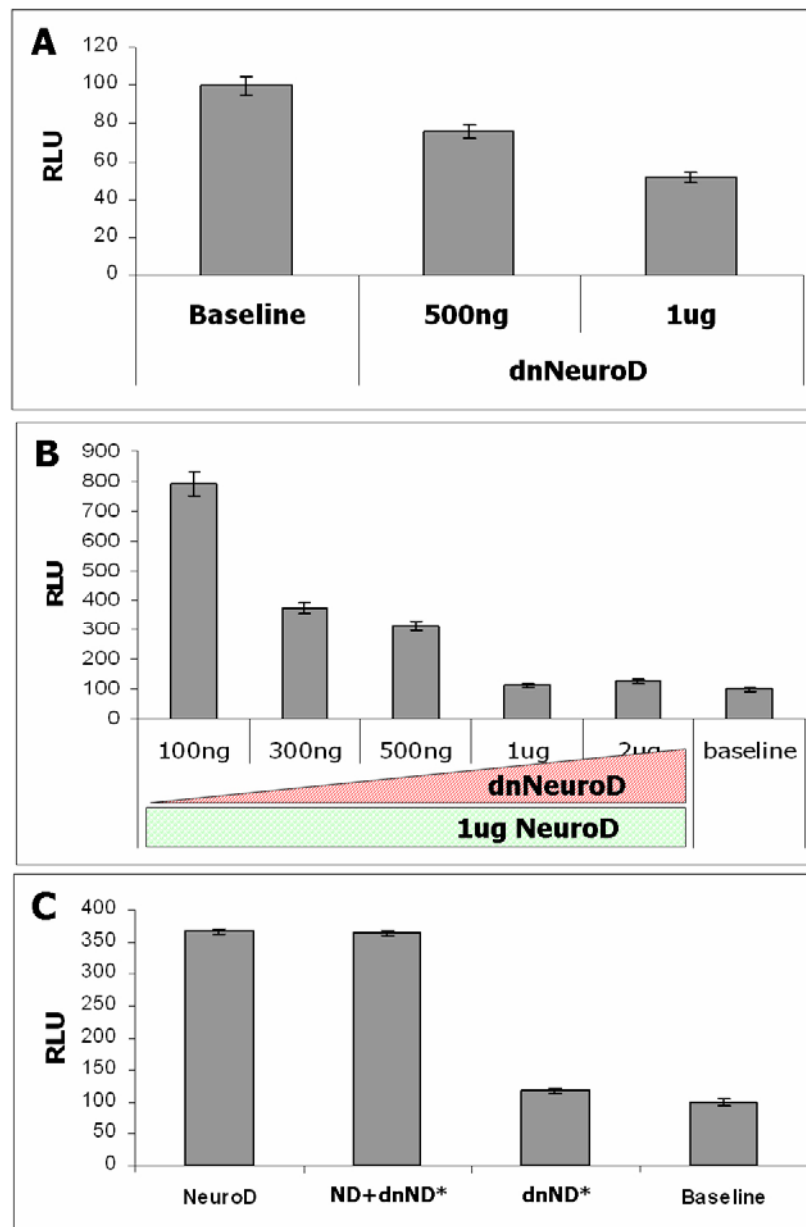 A
120
100
80
60
40
20
0
RLU
Baseline
500ng
1ug
dnNeuroD
B
900
800
700
600
500
400
300
200
100
0
RLU
100ng
300ng
500ng
1ug
2ug
baseline
dnNeuroD
1ug NeuroD
C
400
350
300
250
200
150
100
50
0
RLU
NeuroD
ND+dnND*
dnND*
Baseline